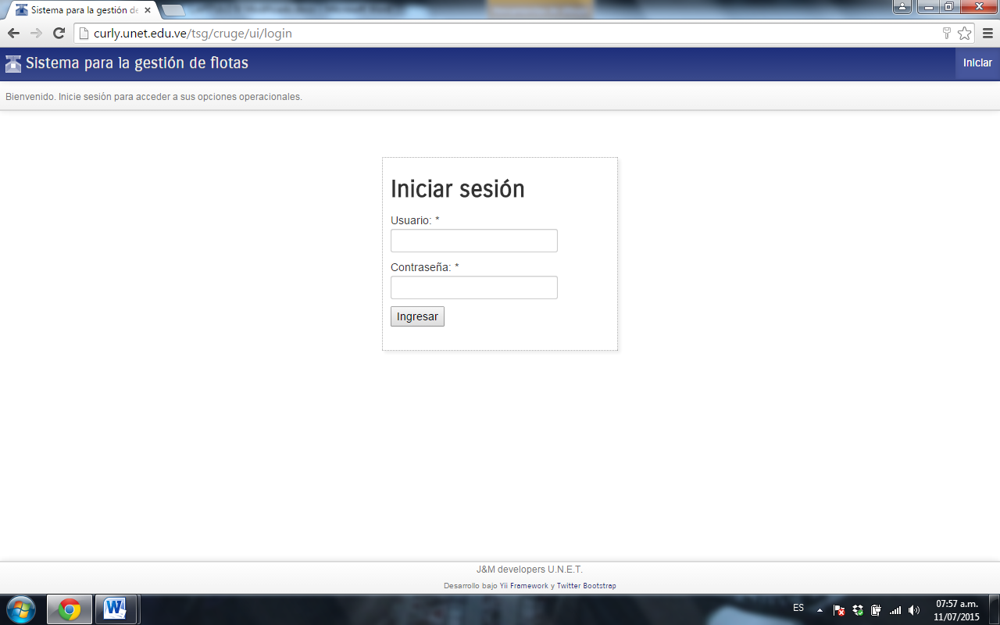 Sistema para la gestión de
curly.unet.edu.ve/tsg/cruge/ui/login
Sistema para la gestión de flotas
Iniciar
Bienvenido. Inicie sesión para acceder a sus opciones operacionales.
Iniciar sesión
Usuario: *
Contraseña: *
Ingresar
J&M developers U.N.E.T.
Desarrollo bajo Yii Framework y Twitter Bootstrap
ES
07:57 a.m.
11/07/2015